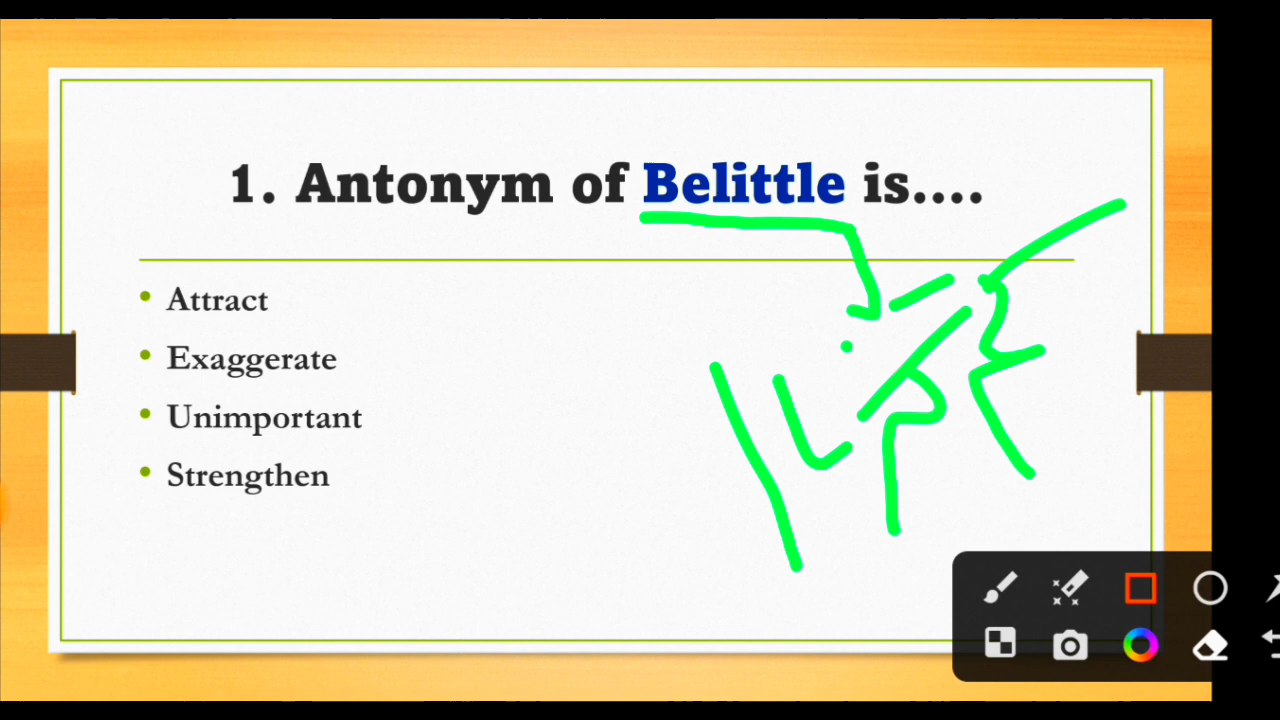 1. Antonym of Belittle is....
• Attract
• Exaggerate
• Unimportant
• Strengthen